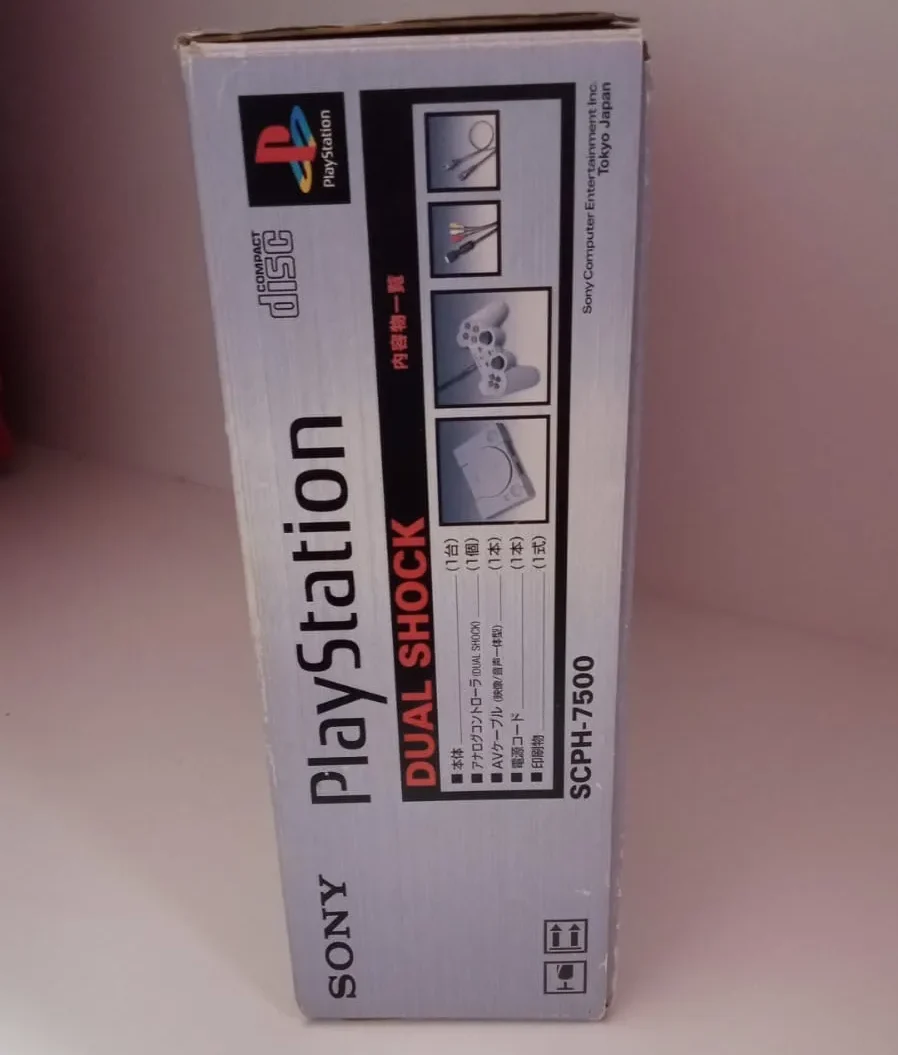 SONY
PlayStation
COMPACT
disc
PlayStation
DUAL SHOCK
内容物一覧
■本体 (1台)
■アナログコントローラ (DUAL SHOCK) (1個)
■AVケーブル (映像/音声一体型) (1本)
■電源コード (1本)
■印刷物 (1式)
SCPH-7500
Sony Computer Entertainment Inc.
Tokyo Japan